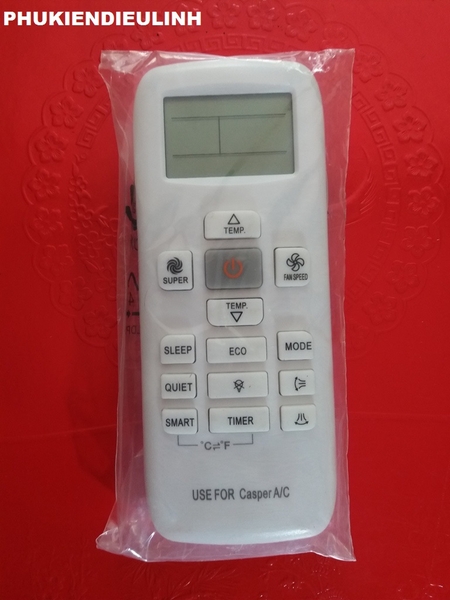 PHUKIENDIEULINH
TEMP.
SUPER
FAN SPEED
TEMP.
SLEEP ECO MODE
QUIET
SMART TIMER
°C⇌°F
USE FOR Casper A/C